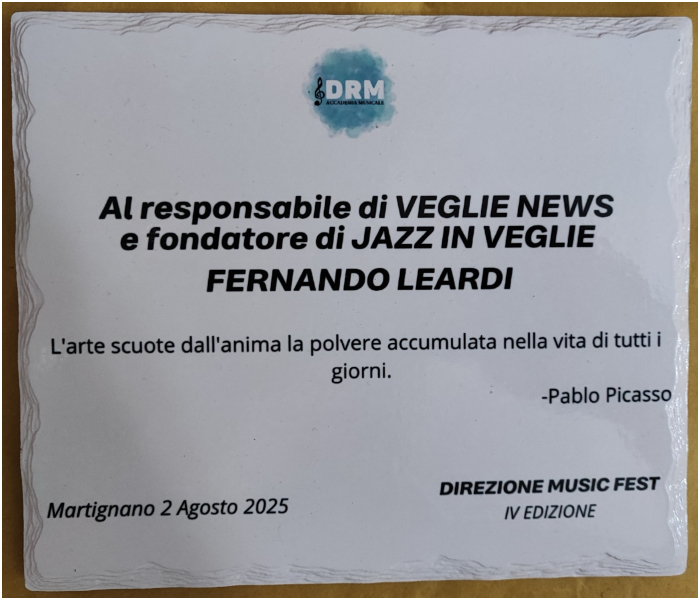 DRM
ACCADEMIA MUSICALE
Al responsabile di VEGLIE NEWS
e fondatore di JAZZ IN VEGLIE
FERNANDO LEARDI
L'arte scuote dall'anima la polvere accumulata nella vita di tutti i
giorni.
-Pablo Picasso
DIREZIONE MUSIC FEST
IV EDIZIONE
Martignano 2 Agosto 2025